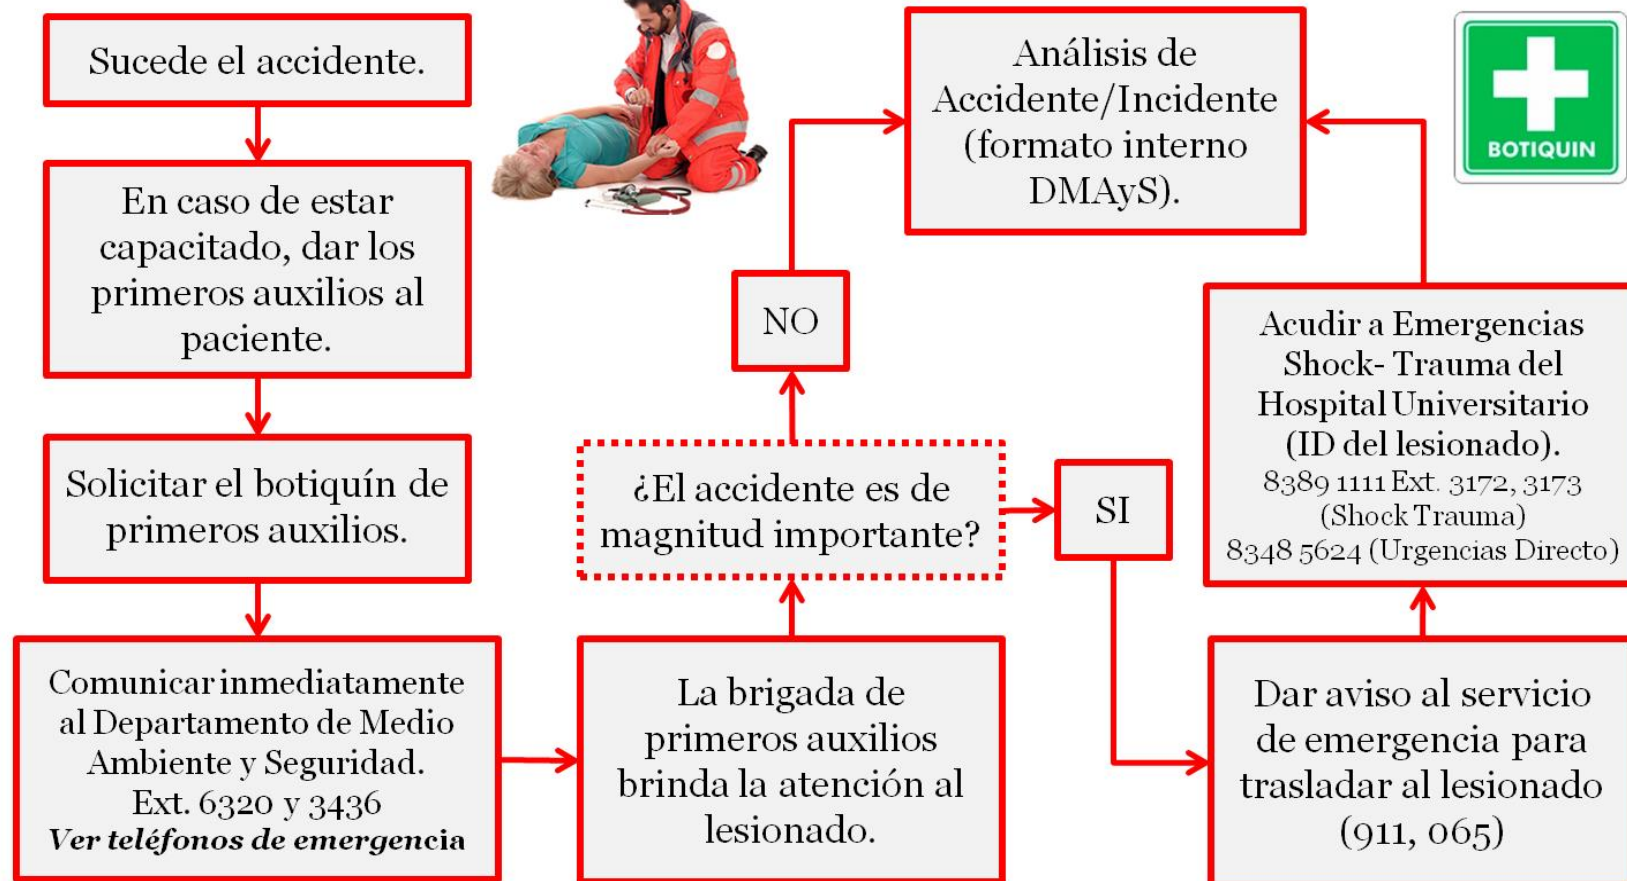 Sucede el accidente.
En caso de estar
capacitado, dar los
primeros auxilios al
paciente.
Solicitar el botiquín de
primeros auxilios.
Comunicar inmediatamente
al Departamento de Medio
Ambiente y Seguridad.
Ext. 6320 y 3436
Ver teléfonos de emergencia
La brigada de
primeros auxilios
brinda la atención al
lesionado.
¿El accidente es de
magnitud importante?
NO
SI
Análisis de
Accidente/Incidente
(formato interno
DMAyS).
Dar aviso al servicio
de emergencia para
trasladar al lesionado
(911, 065)
Acudir a Emergencias
Shock- Trauma del
Hospital Universitario
(ID del lesionado).
8389 1111 Ext. 3172, 3173
(Shock Trauma)
8348 5624 (Urgencias Directo)
BOTIQUIN